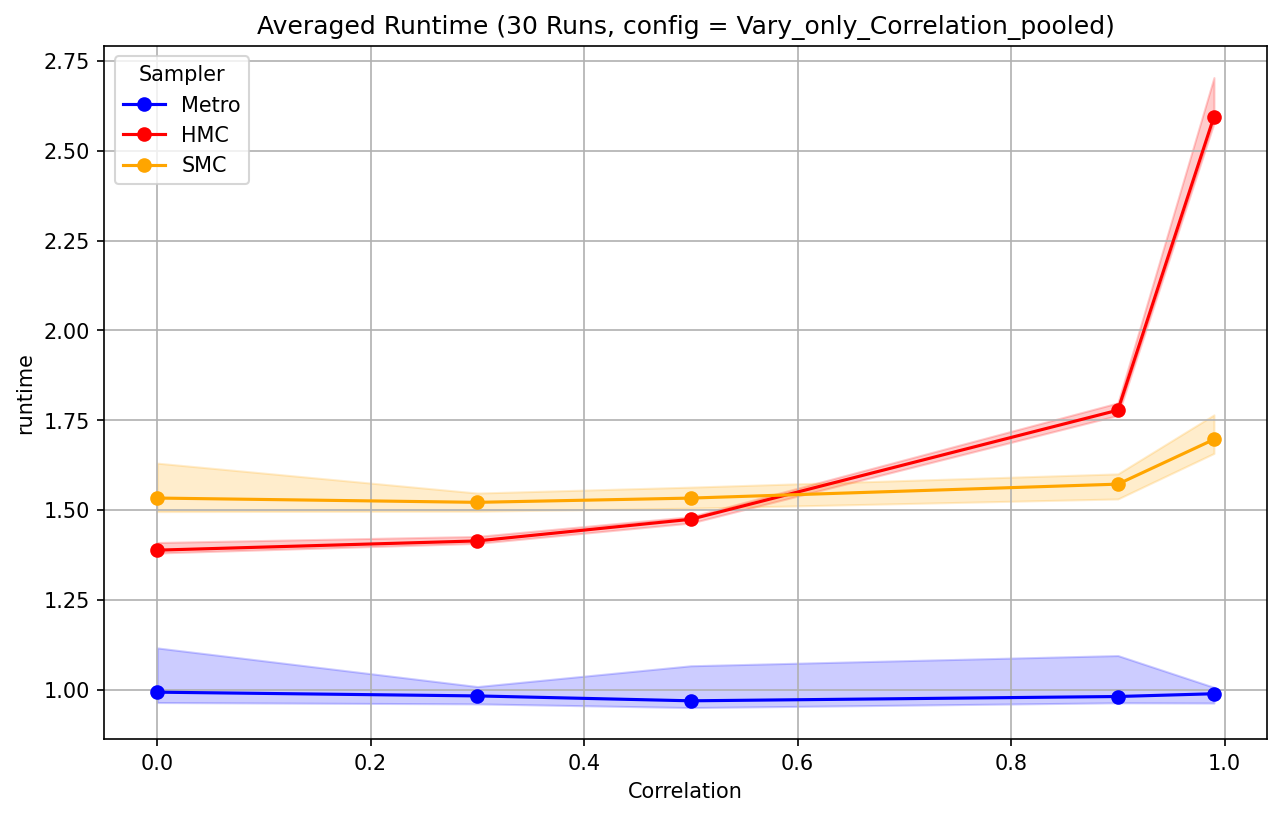 Averaged Runtime (30 Runs, config = Vary_only_Correlation_pooled)
Sampler
Metro
HMC
SMC
2.75
2.50
2.25
2.00
1.75
1.50
1.25
1.00
runtime
0.0
0.2
0.4
0.6
0.8
1.0
Correlation